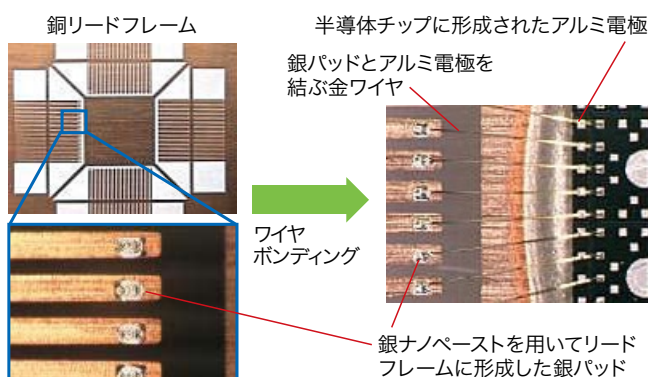 銅リードフレーム
半導体チップに形成されたアルミ電極
銀パッドとアルミ電極を
結ぶ金ワイヤ
ワイヤ
ボンディング
銀ナノペーストを用いてリード
フレームに形成した銀パッド